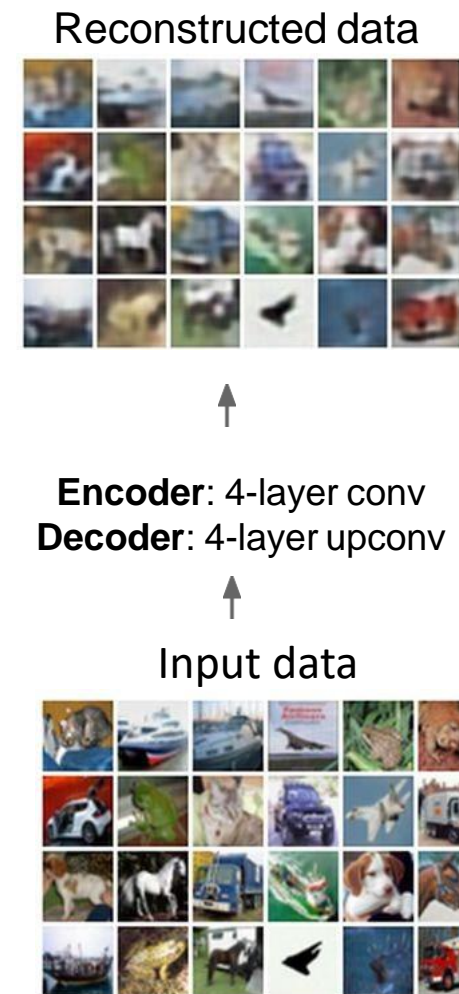 Reconstructed data
Encoder: 4-layer conv
Decoder: 4-layer upconv
Input data